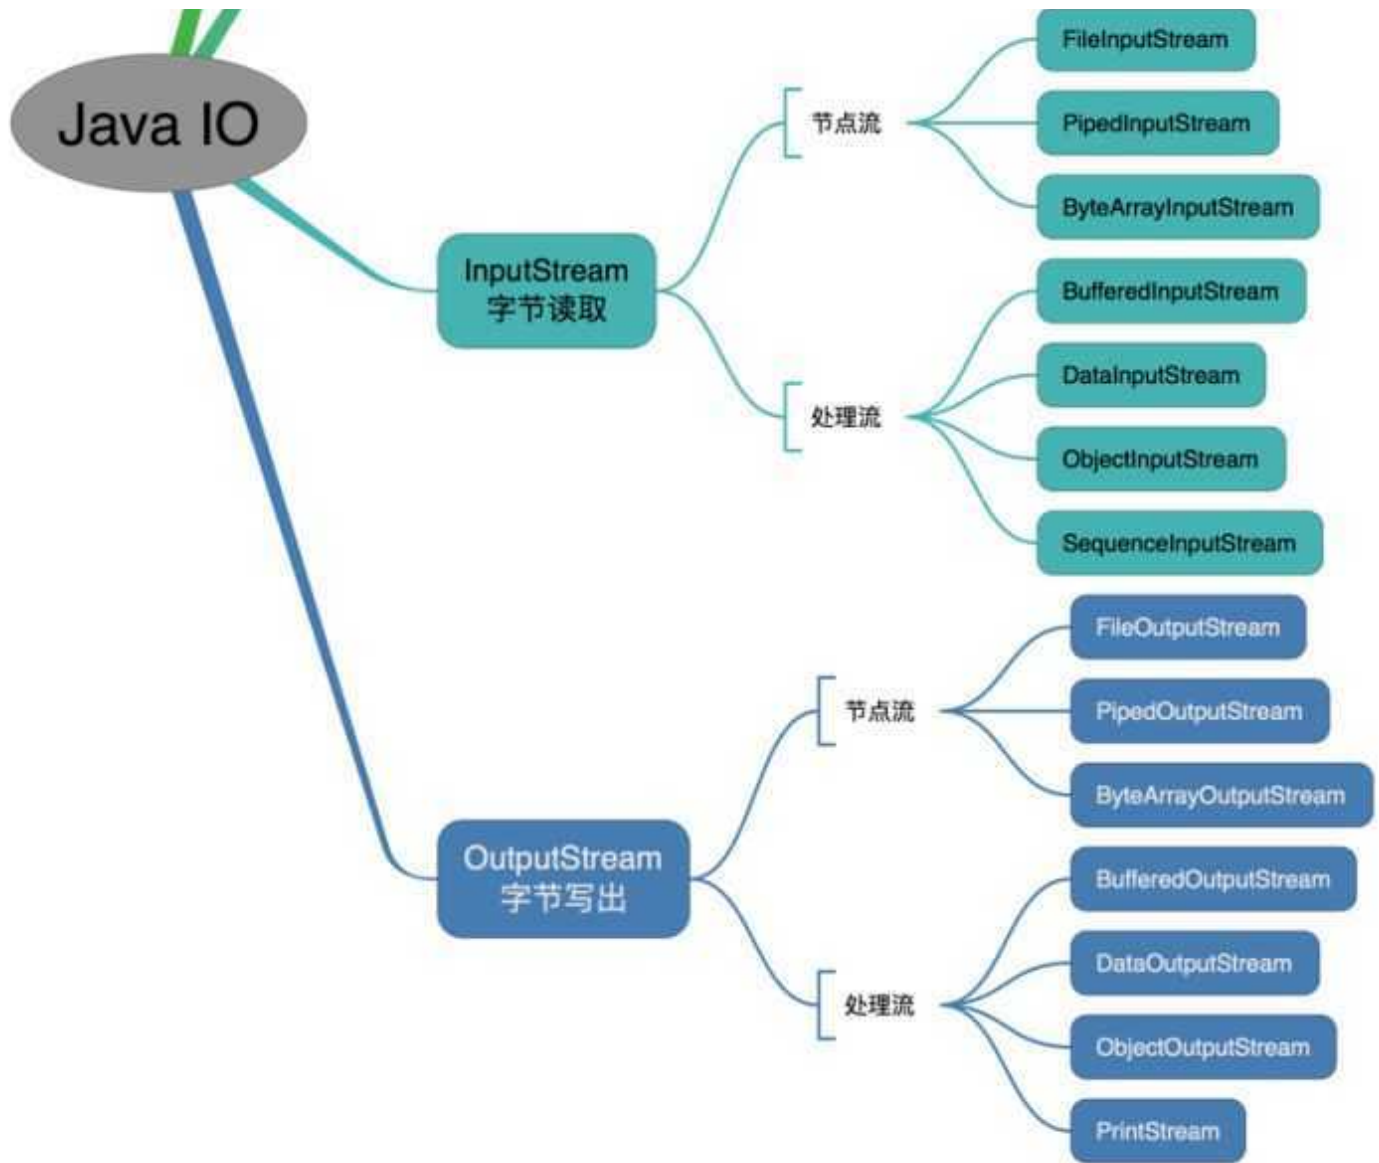 Java IO
InputStream
字节读取
节点流
FileInputStream
PipedInputStream
ByteArrayInputStream
处理流
BufferedInputStream
DataInputStream
ObjectInputStream
SequenceInputStream
OutputStream
字节写出
节点流
FileOutputStream
PipedOutputStream
ByteArrayOutputStream
处理流
BufferedOutputStream
DataOutputStream
ObjectOutputStream
PrintStream